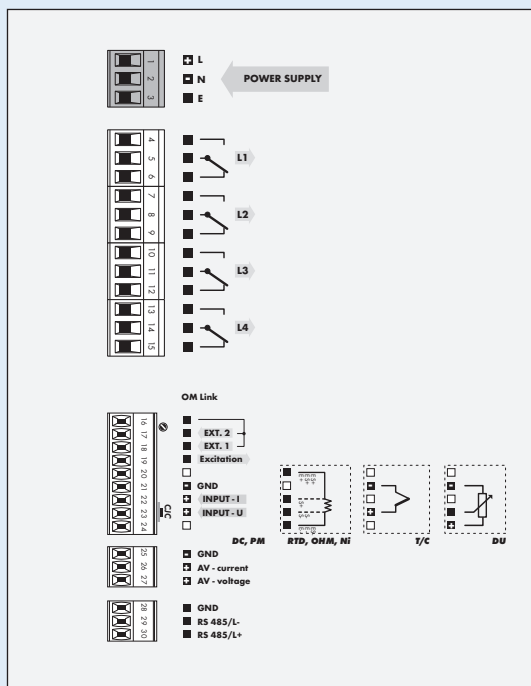 1 + L
2 - N
3 E
POWER SUPPLY
4
5 L1
6
7
8 L2
9
10
11 L3
12
13
14 L4
15
OM Link
16
17 EXT. 2
18 EXT. 1
19 Excitation
20
21 - GND
22 + INPUT - I
23 + INPUT - U
24
C/C
DC, PM
RTD, OHM, Ni
T/C
DU
25 - GND
26 + AV - current
27 + AV - voltage
28 GND
29 RS 485/L-
30 RS 485/L+